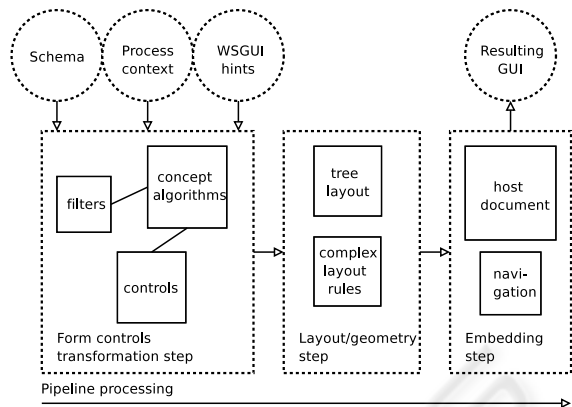 Schema
Process
context
WSGUI
hints
Resulting
GUI
filters
concept
algorithms
controls
Form controls
transformation step
tree
layout
complex
layout
rules
Layout/geometry
step
host
document
navi-
gation
Embedding
step
Pipeline processing